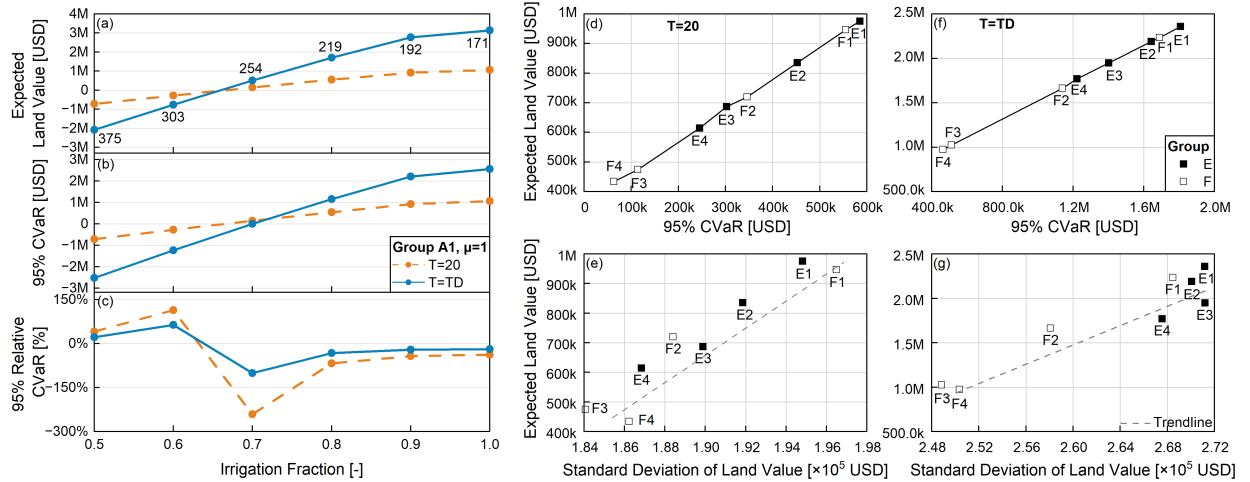 (a)
Expected
Land Value [USD]
4M
3M
2M
1M
0
−1M
−2M
−3M
375
303
254
219
192
171
(b)
95% CVaR [USD]
3M
2M
1M
0
−1M
−2M
−3M
Group A1, µ=1
T=20
T=TD
(c)
95% Relative
CVaR [%]
150%
0%
−150%
−300%
0.5
0.6
0.7
0.8
0.9
1.0
Irrigation Fraction [-]
(d)
T=20
Expected Land Value [USD]
1M
900k
800k
700k
600k
500k
400k
F4
F3
E4
E3
F2
E2
F1
E1
0
100k
200k
300k
400k
500k
600k
95% CVaR [USD]
(e)
Expected Land Value [USD]
1M
900k
800k
700k
600k
500k
400k
F3
F4
E4
F2
E3
E2
E1
F1
1.84
1.86
1.88
1.90
1.92
1.94
1.96
1.98
Standard Deviation of Land Value [×10⁵ USD]
(f)
T=TD
2.5M
2.0M
1.5M
1.0M
500.0k
F3
F4
F2
E4
E3
E2
F1
E1
Group
E
F
400.0k
1.2M
1.6M
2.0M
95% CVaR [USD]
(g)
2.5M
2.0M
1.5M
1.0M
500.0k
F3
F4
F2
E4
F1
E2
E1
E3
Trendline
2.48
2.52
2.56
2.60
2.64
2.68
2.72
Standard Deviation of Land Value [×10⁵ USD]